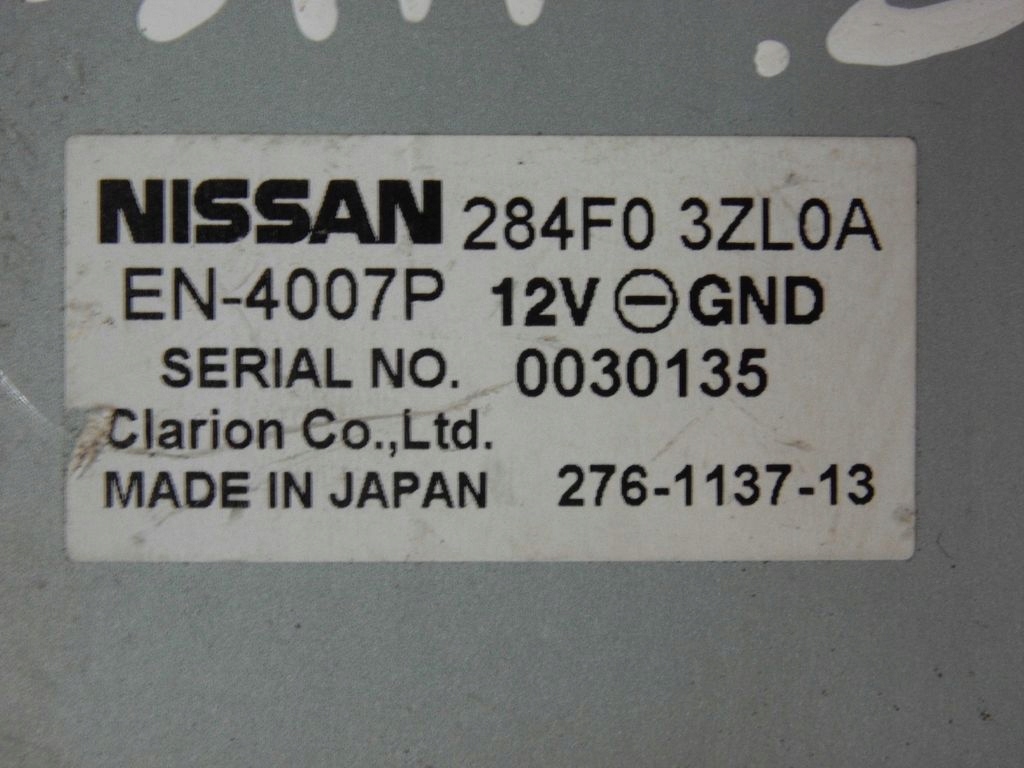 NISSAN 284F0 3ZL0A
EN-4007P 12V ⊖ GND
SERIAL NO. 0030135
Clarion Co.,Ltd.
MADE IN JAPAN 276-1137-13